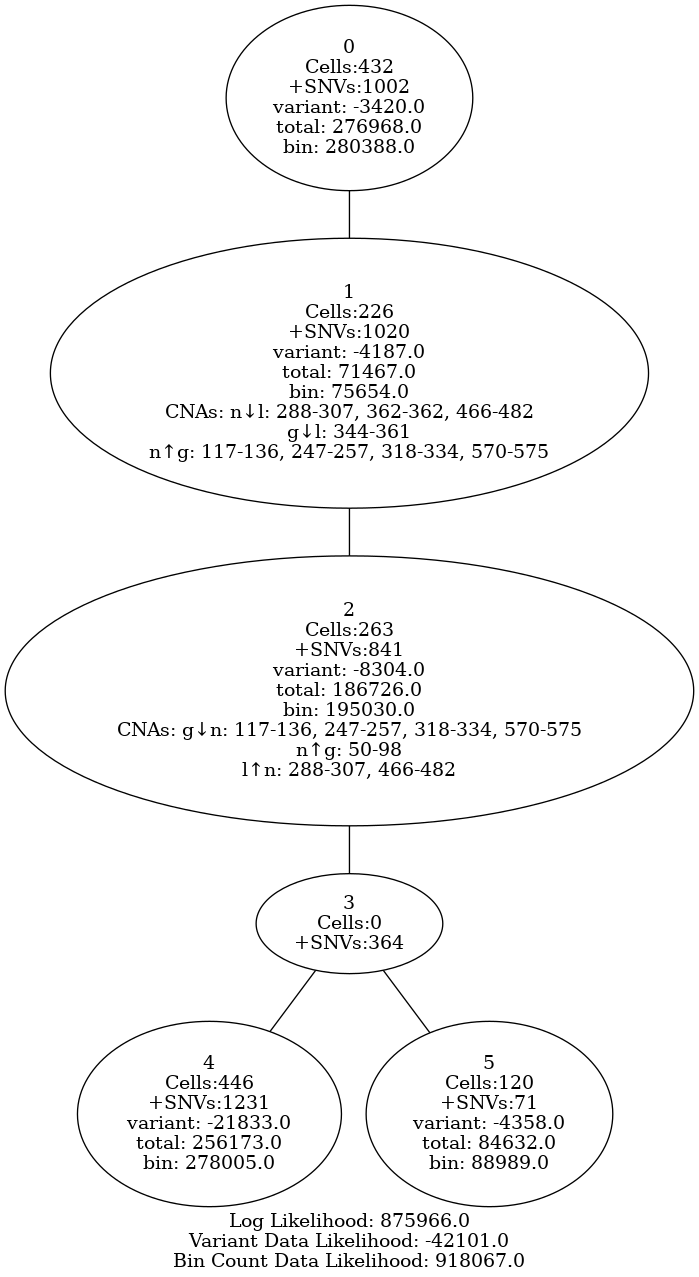 0
Cells:432
+SNVs:1002
variant: -3420.0
total: 276968.0
bin: 280388.0
1
Cells:226
+SNVs:1020
variant: -4187.0
total: 71467.0
bin: 75654.0
CNAs: n↓l: 288-307, 362-362, 466-482
g↓l: 344-361
n↑g: 117-136, 247-257, 318-334, 570-575
2
Cells:263
+SNVs:841
variant: -8304.0
total: 186726.0
bin: 195030.0
CNAs: g↓n: 117-136, 247-257, 318-334, 570-575
n↑g: 50-98
l↑n: 288-307, 466-482
3
Cells:0
+SNVs:364
4
Cells:446
+SNVs:1231
variant: -21833.0
total: 256173.0
bin: 278005.0
5
Cells:120
+SNVs:71
variant: -4358.0
total: 84632.0
bin: 88989.0
Log Likelihood: 875966.0
Variant Data Likelihood: -42101.0
Bin Count Data Likelihood: 918067.0